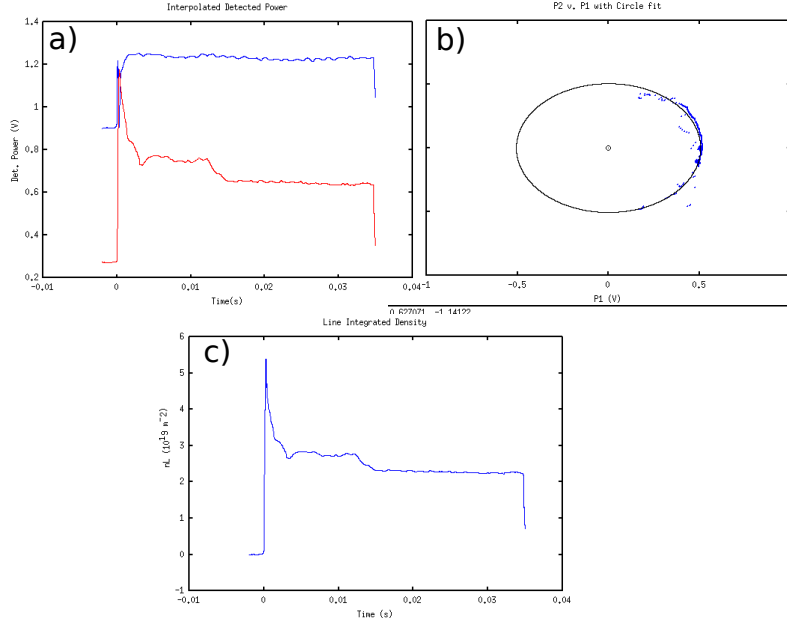 Interpolated Detected Power
a)
1.4
1.2
1
0.8
0.6
0.4
0.2
Det. Power (V)
-0.01 0 0.01 0.02 0.03 0.04
Time(s)
P2 v. P1 with Circle fit
b)
-1 -0.5 0 0.5
P1 (V)
0.627071 -1.14122
Line Integrated Density
c)
6
5
4
3
2
1
0
-1
nL (10^19 m^-2)
-0.01 0 0.01 0.02 0.03 0.04
Time (s)